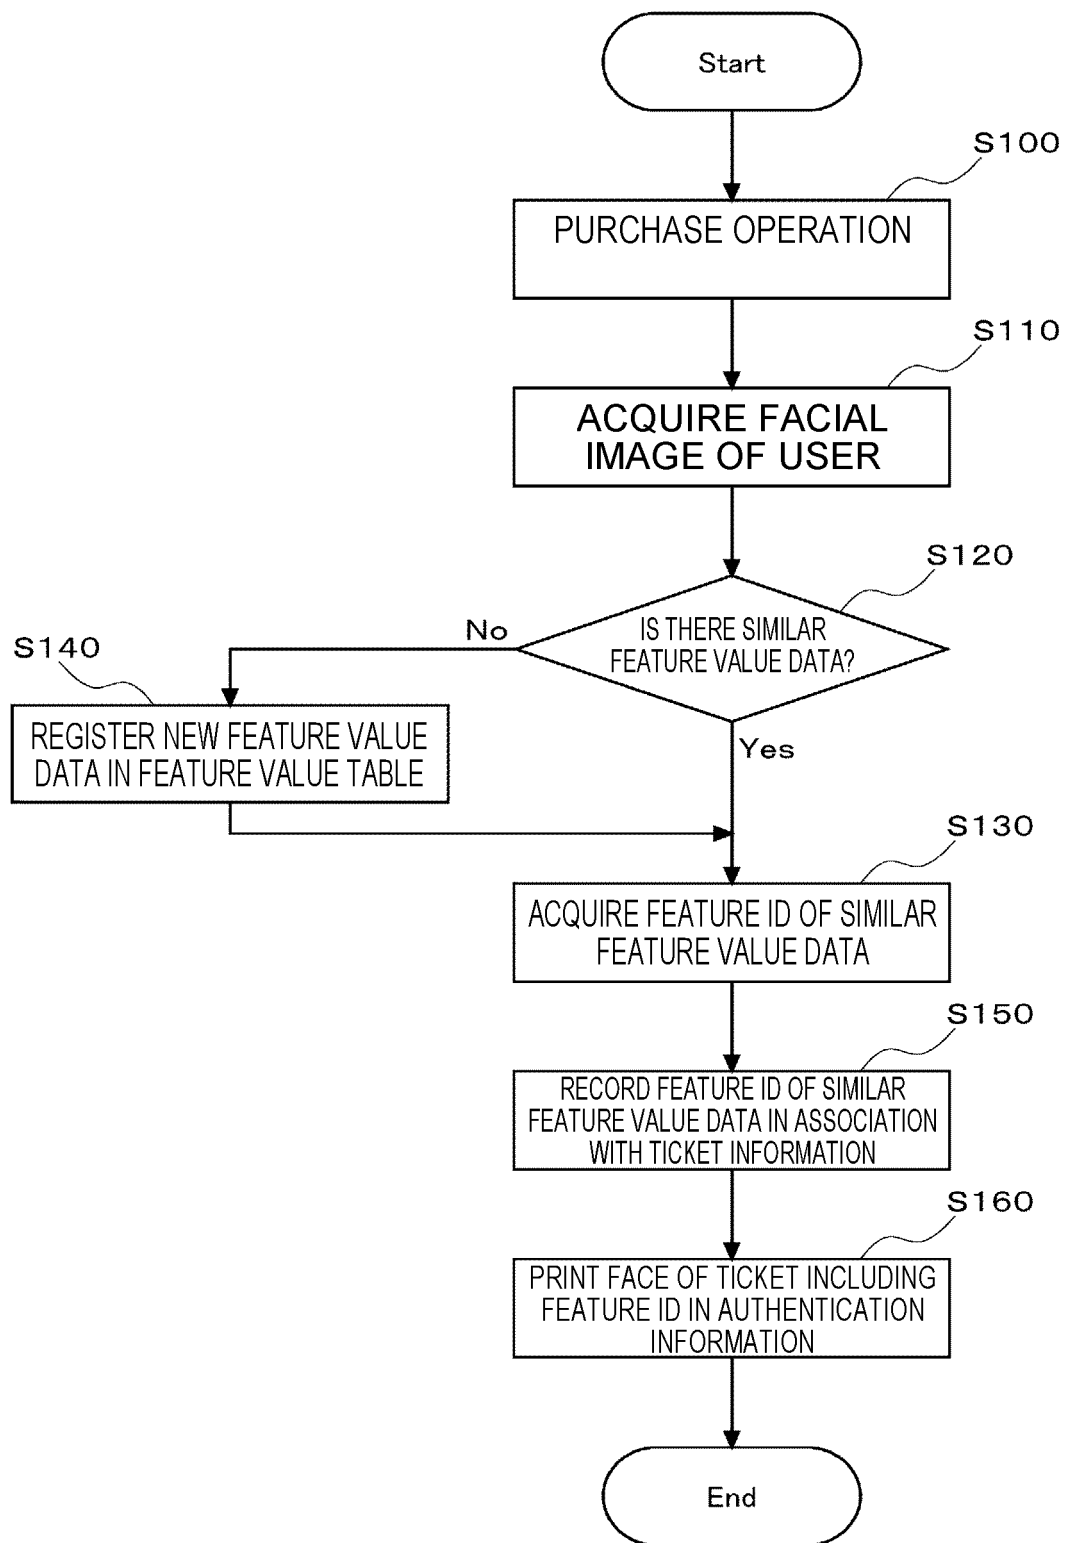 Start
S100
PURCHASE OPERATION
S110
ACQUIRE FACIAL
IMAGE OF USER
S120
IS THERE SIMILAR
FEATURE VALUE DATA?
No
S140
REGISTER NEW FEATURE VALUE
DATA IN FEATURE VALUE TABLE
Yes
S130
ACQUIRE FEATURE ID OF SIMILAR
FEATURE VALUE DATA
S150
RECORD FEATURE ID OF SIMILAR
FEATURE VALUE DATA IN ASSOCIATION
WITH TICKET INFORMATION
S160
PRINT FACE OF TICKET INCLUDING
FEATURE ID IN AUTHENTICATION
INFORMATION
End